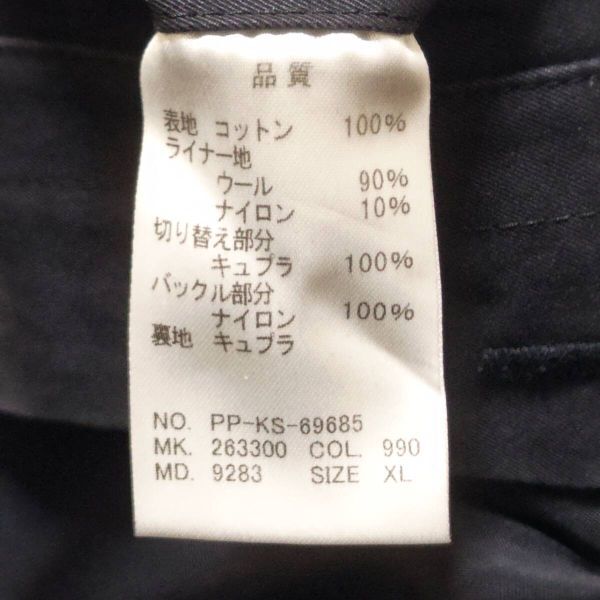 品質
表地 コットン 100%
ライナー地
ウール 90%
ナイロン 10%
切り替え部分
キュプラ 100%
バックル部分
ナイロン 100%
裏地 キュプラ
NO. PP-KS-69685
MK. 263300 COL. 990
MD. 9283 SIZE XL